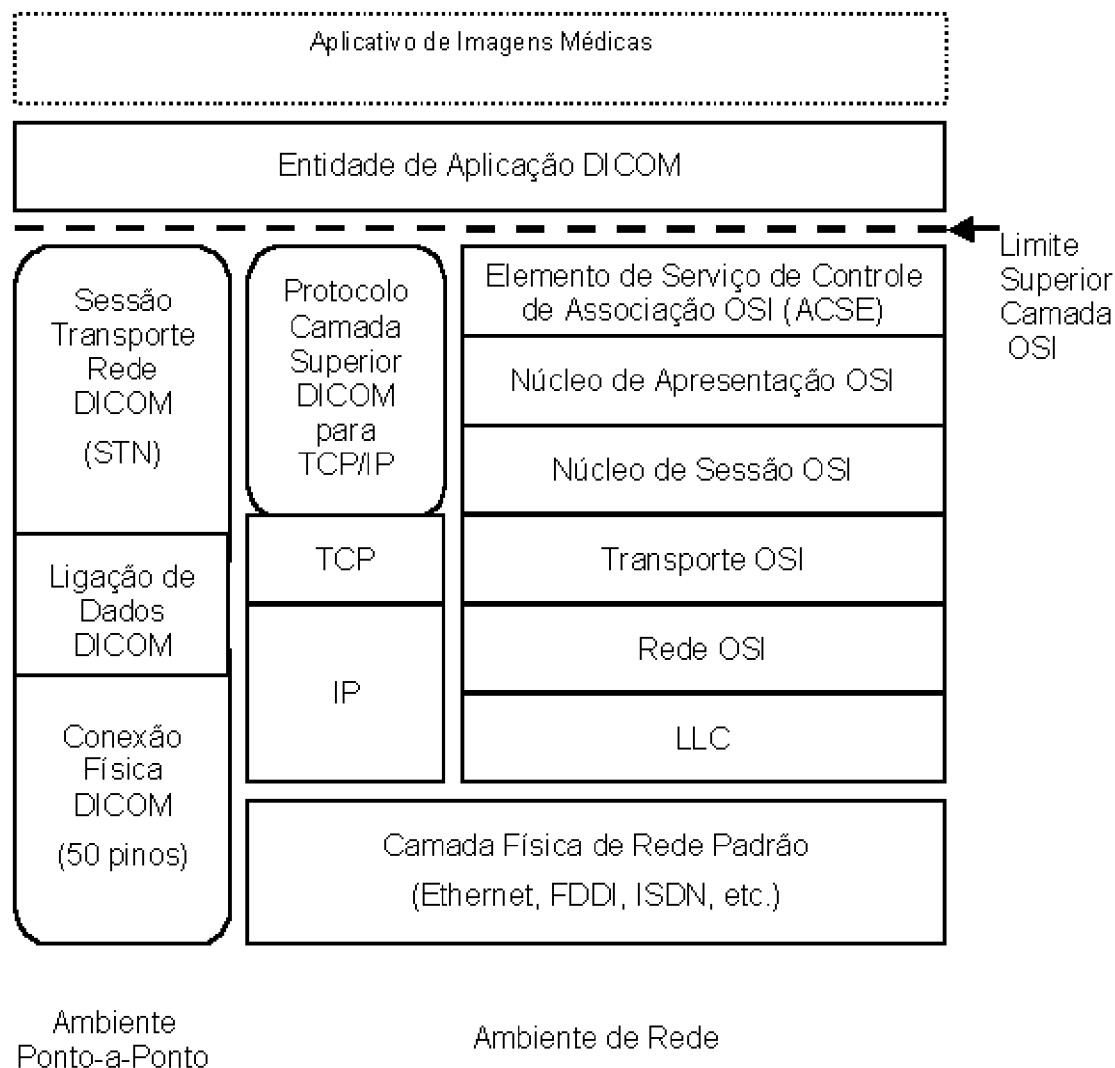 Aplicativo de Imagens Médicas
Entidade de Aplicação DICOM
Limite
Superior
Camada
OSI
Sessão
Transporte
Rede
DICOM
(STN)
Ligação de
Dados
DICOM
Conexão
Física
DICOM
(50 pinos)
Protocolo
Camada
Superior
DICOM
para
TCP/IP
TCP
IP
Elemento de Serviço de Controle
de Associação OSI (ACSE)
Núcleo de Apresentação OSI
Núcleo de Sessão OSI
Transporte OSI
Rede OSI
LLC
Camada Física de Rede Padrão
(Ethernet, FDDI, ISDN, etc.)
Ambiente
Ponto-a-Ponto
Ambiente de Rede